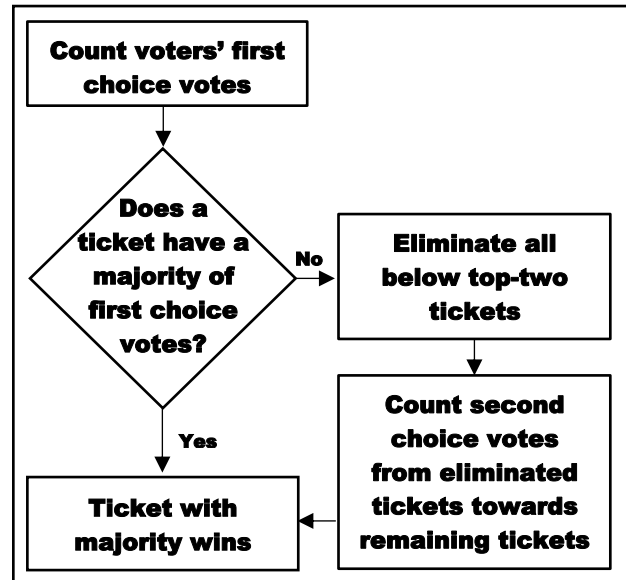 Count voters’ first
choice votes
Does a
ticket have a
majority of
first choice
votes?
No
Eliminate all
below top-two
tickets
Count second
choice votes
from eliminated
tickets towards
remaining tickets
Yes
Ticket with
majority wins